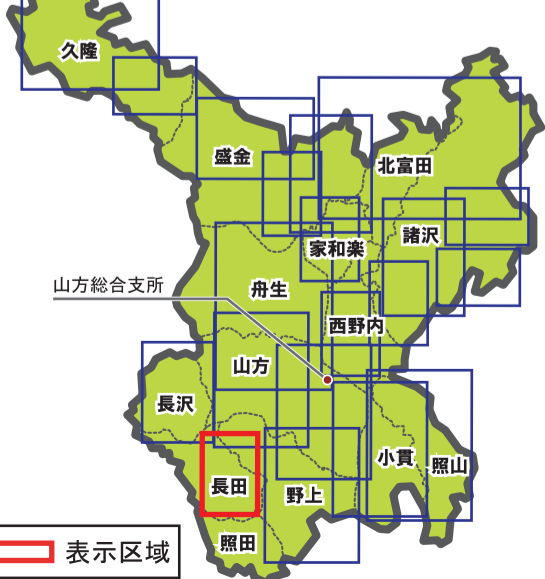 久隆
盛金
北富田
諸沢
家和楽
舟生
山方総合支所
西野内
山方
長沢
小貫
照山
長田
野上
照田
表示区域